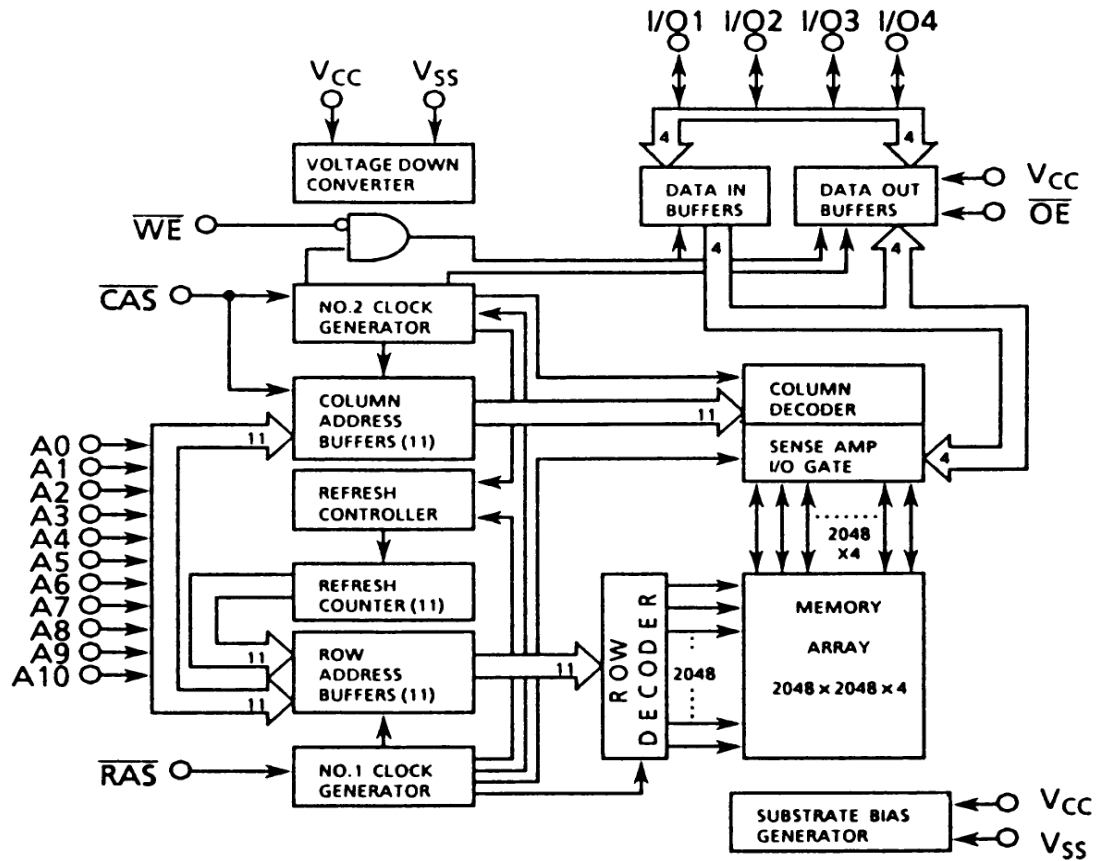 I/O1 I/O2 I/O3 I/O4
VCC VSS
4 4
VOLTAGE DOWN
CONVERTER
DATA IN
BUFFERS
DATA OUT
BUFFERS
VCC
OE
WE
4 4
CAS
NO.2 CLOCK
GENERATOR
COLUMN
ADDRESS
BUFFERS (11)
11
11
COLUMN
DECODER
SENSE AMP
I/O GATE
4
A0
A1
A2
A3
A4
A5
A6
A7
A8
A9
A10
REFRESH
CONTROLLER
2048
X4
REFRESH
COUNTER (11)
ROW
ADDRESS
BUFFERS (11)
11
11
11
ROW
DECODER
2048
MEMORY
ARRAY
2048 x 2048 x 4
RAS
NO.1 CLOCK
GENERATOR
SUBSTRATE BIAS
GENERATOR
VCC
VSS